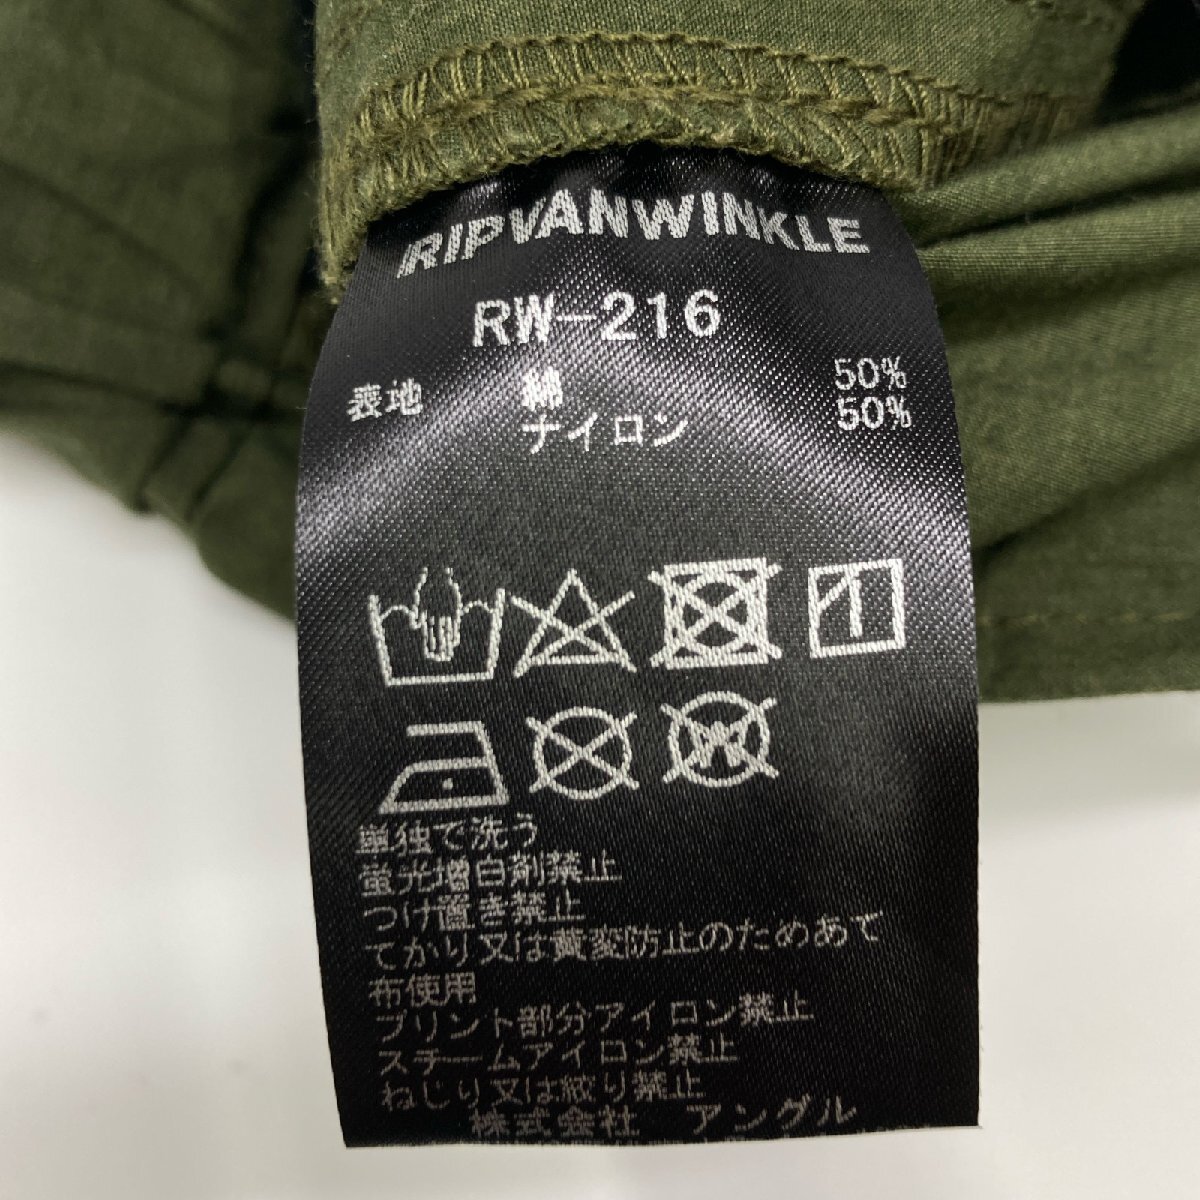 RIPVANWINKLE
RW-216
表地 綿 50%
ナイロン 50%
単独で洗う
蛍光増白剤禁止
つけ置き禁止
てかり又は黄変防止のためあて
布使用
プリント部分アイロン禁止
スチームアイロン禁止
ねじり又は絞り禁止
株式会社 アングル